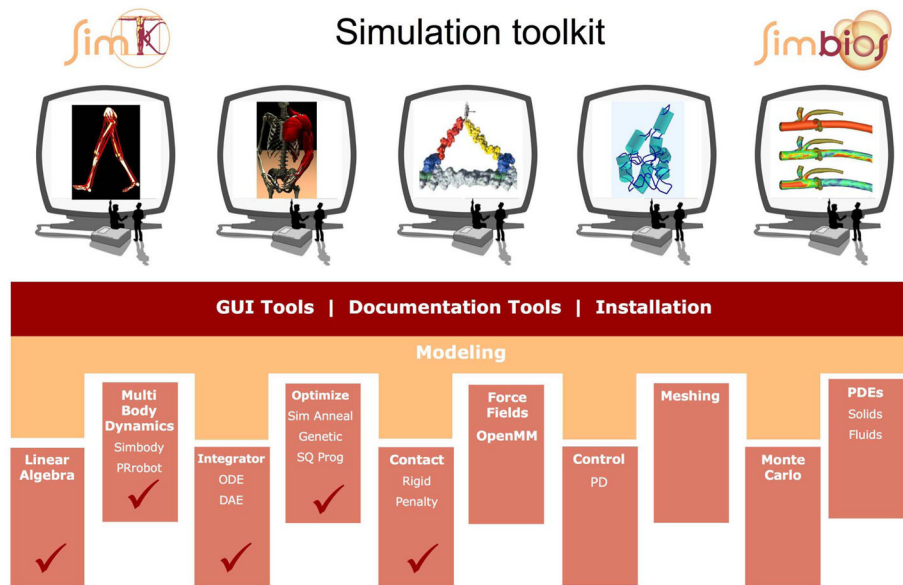 SimTK
Simulation toolkit
Simbios
GUI Tools | Documentation Tools | Installation
Modeling
Linear
Algebra
Multi
Body
Dynamics
Simbody
PRrobot
Integrator
ODE
DAE
Optimize
Sim Anneal
Genetic
SQ Prog
Contact
Rigid
Penalty
Force
Fields
OpenMM
Control
PD
Meshing
Monte
Carlo
PDEs
Solids
Fluids